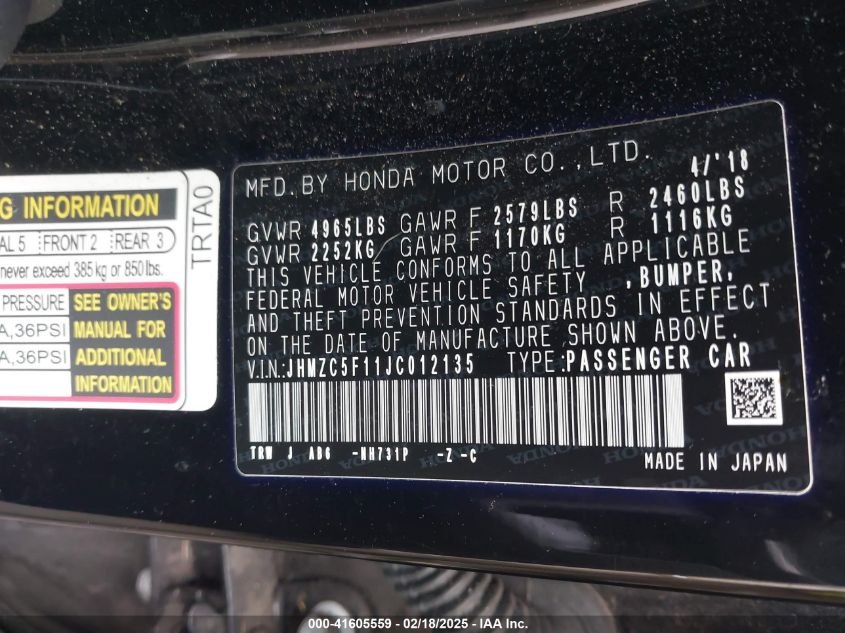 MFD. BY HONDA MOTOR CO., LTD. 4/'18
GVWR 4965LBS GAWR F 2579LBS R 2460LBS
GVWR 2252KG GAWR F 1170KG R 1116KG
THIS VEHICLE CONFORMS TO ALL APPLICABLE
FEDERAL MOTOR VEHICLE SAFETY , BUMPER,
AND THEFT PREVENTION STANDARDS IN EFFECT
ON THE DATE OF MANUFACTURE SHOWN ABOVE.
V.I.N.: JHMZC5F11JC012135 TYPE: PASSENGER CAR
TRW J AB6 -NH731P -Z -C
MADE IN JAPAN
TRTA0
INFORMATION
5 FRONT 2 REAR 3
never exceed 385 kg or 850 lbs.
PRESSURE SEE OWNER'S
,36PSI MANUAL FOR
,36PSI ADDITIONAL
INFORMATION
000-41605559 - 02/18/2025 - IAA Inc.